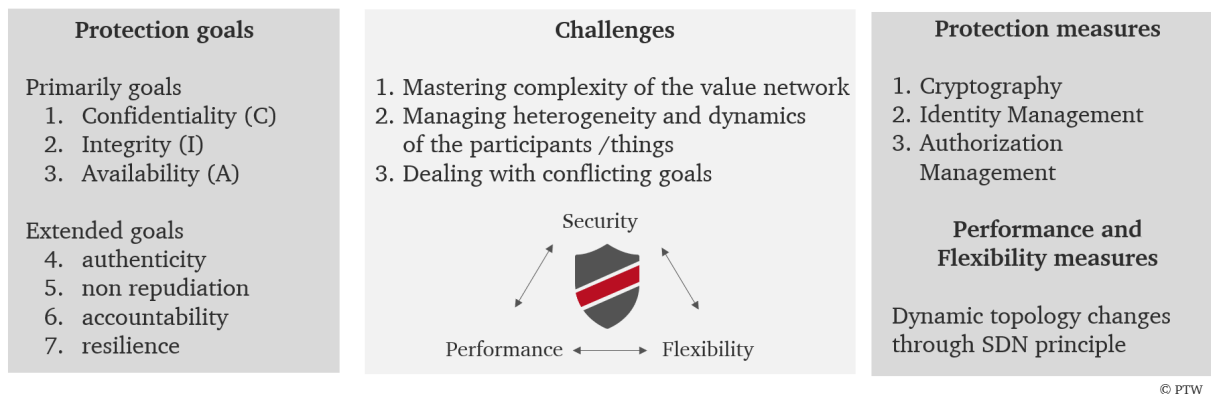 Protection goals
Primarily goals
1. Confidentiality (C)
2. Integrity (I)
3. Availability (A)
Extended goals
4. authenticity
5. non repudiation
6. accountability
7. resilience
Challenges
1. Mastering complexity of the value network
2. Managing heterogeneity and dynamics
of the participants /things
3. Dealing with conflicting goals
Security
Performance
Flexibility
Protection measures
1. Cryptography
2. Identity Management
3. Authorization
Management
Performance and
Flexibility measures
Dynamic topology changes
through SDN principle
© PTW